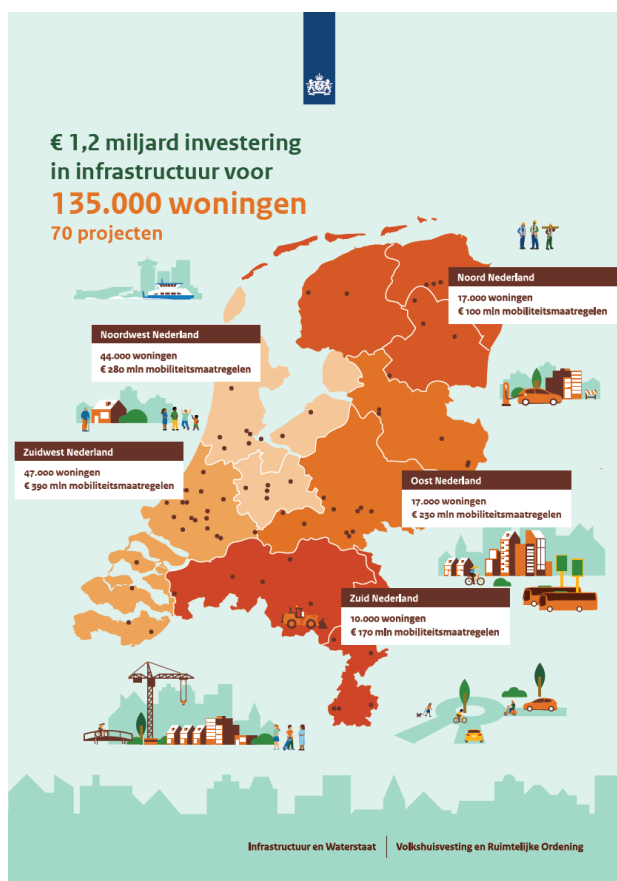 € 1,2 miljard investering
in infrastructuur voor
135.000 woningen
70 projecten
Noord Nederland
17.000 woningen
€ 100 mln mobiliteitsmaatregelen
Noordwest Nederland
44.000 woningen
€ 280 mln mobiliteitsmaatregelen
Zuidwest Nederland
47.000 woningen
€ 390 mln mobiliteitsmaatregelen
Oost Nederland
17.000 woningen
€ 230 mln mobiliteitsmaatregelen
Zuid Nederland
10.000 woningen
€ 170 mln mobiliteitsmaatregelen
Infrastructuur en Waterstaat
Volkshuisvesting en Ruimtelijke Ordening